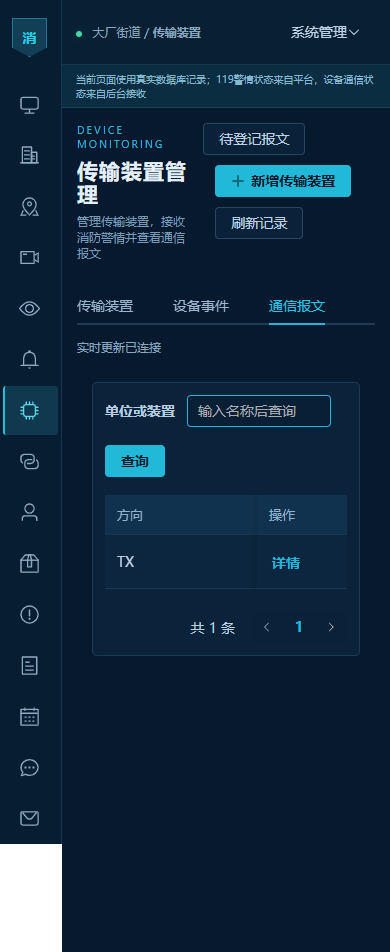 消
大厂街道 / 传输装置
系统管理
当前页面使用真实数据库记录；119警情状态来自平台，设备通信状
态来自后台接收
DEVICE
MONITORING
传输装置管
理
管理传输装置，接收
消防警情并查看通信
报文
待登记报文
新增传输装置
刷新记录
传输装置
设备事件
通信报文
实时更新已连接
单位或装置
输入名称后查询
查询
方向
操作
TX
详情
共 1 条
1